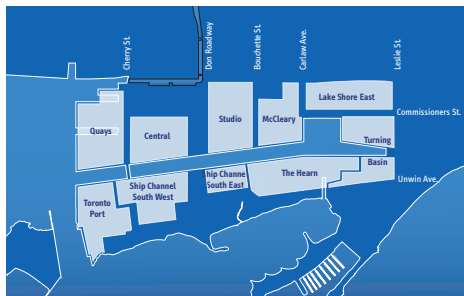 Cherry St.
Don Roadway
Bouchette St.
Carlaw Ave.
Leslie St.
Lake Shore East
Commissioners St.
Quays
Central
Studio
McCleary
Turning
Basin
Unwin Ave.
Ship Channel
South West
Ship Channe
South East
The Hearn
Toronto
Port